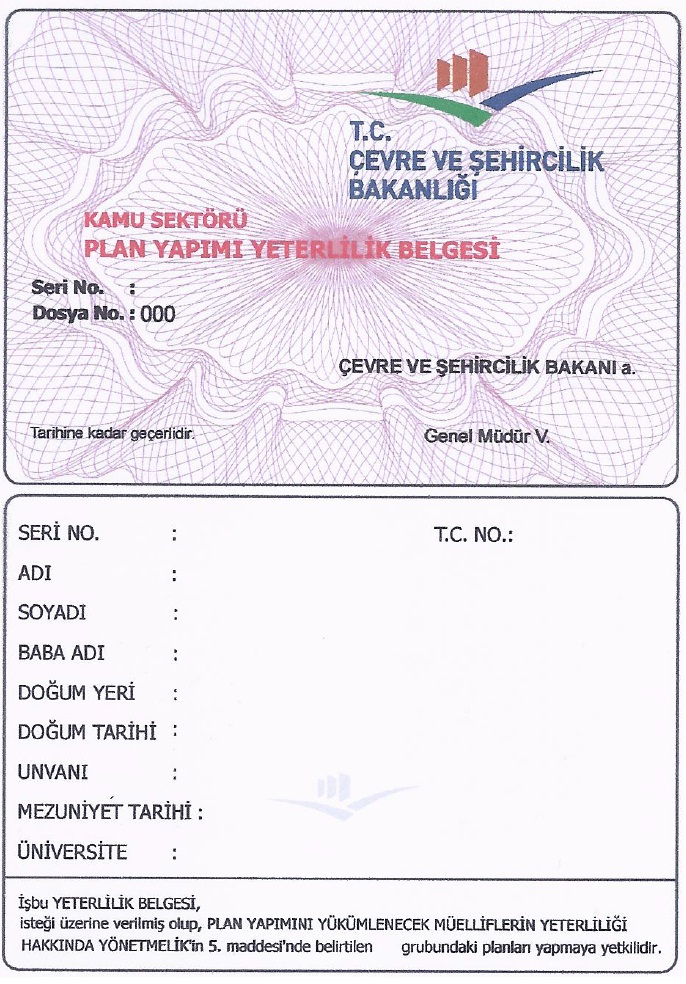 T.C.
ÇEVRE VE ŞEHİRCİLİK
BAKANLIĞI
KAMU SEKTÖRÜ
PLAN YAPIMI YETERLİLİK BELGESİ
Seri No. :
Dosya No. : 000
ÇEVRE VE ŞEHİRCİLİK BAKANI a.
Tarihine kadar geçerlidir. Genel Müdür V.
SERİ NO. : T.C. NO.:
ADI :
SOYADI :
BABA ADI :
DOĞUM YERİ :
DOĞUM TARİHİ :
UNVANI :
MEZUNİYET TARİHİ :
ÜNİVERSİTE :
İşbu YETERLİLİK BELGESİ,
isteği üzerine verilmiş olup, PLAN YAPIMINI YÜKÜMLENECEK MÜELLİFLERİN YETERLİLİĞİ
HAKKINDA YÖNETMELİK'in 5. maddesi'nde belirtilen grubundaki planları yapmaya yetkilidir.